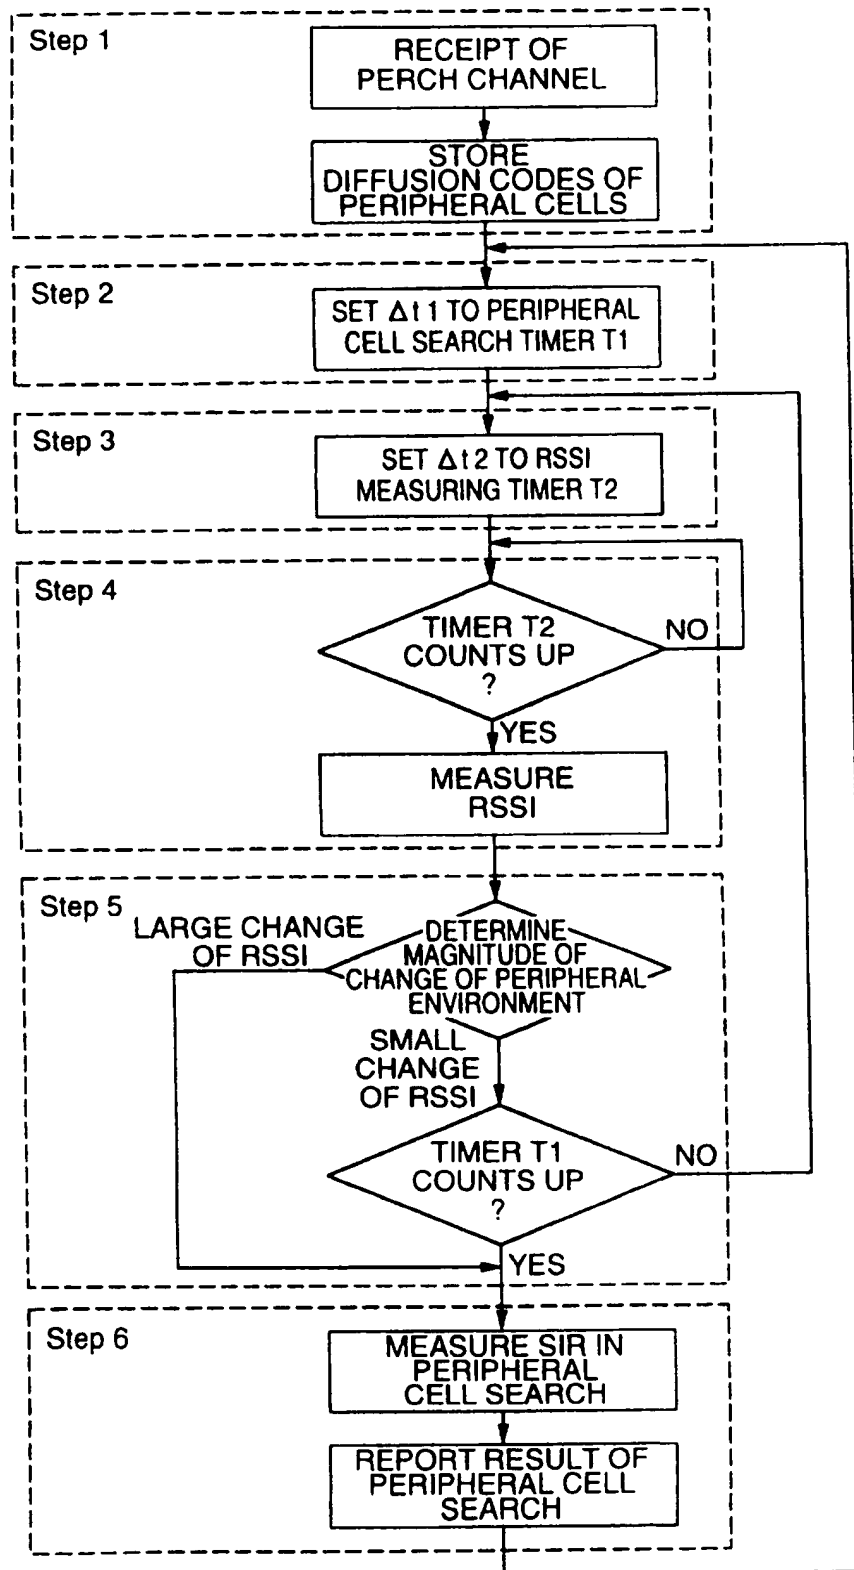 Step 1
RECEIPT OF
PERCH CHANNEL
STORE
DIFFUSION CODES OF
PERIPHERAL CELLS
Step 2
SET Δt1 TO PERIPHERAL
CELL SEARCH TIMER T1
Step 3
SET Δt2 TO RSSI
MEASURING TIMER T2
Step 4
TIMER T2
COUNTS UP
?
NO
YES
MEASURE
RSSI
Step 5
LARGE CHANGE
OF RSSI
DETERMINE
MAGNITUDE OF
CHANGE OF PERIPHERAL
ENVIRONMENT
SMALL
CHANGE
OF RSSI
TIMER T1
COUNTS UP
?
NO
YES
Step 6
MEASURE SIR IN
PERIPHERAL
CELL SEARCH
REPORT RESULT OF
PERIPHERAL CELL
SEARCH